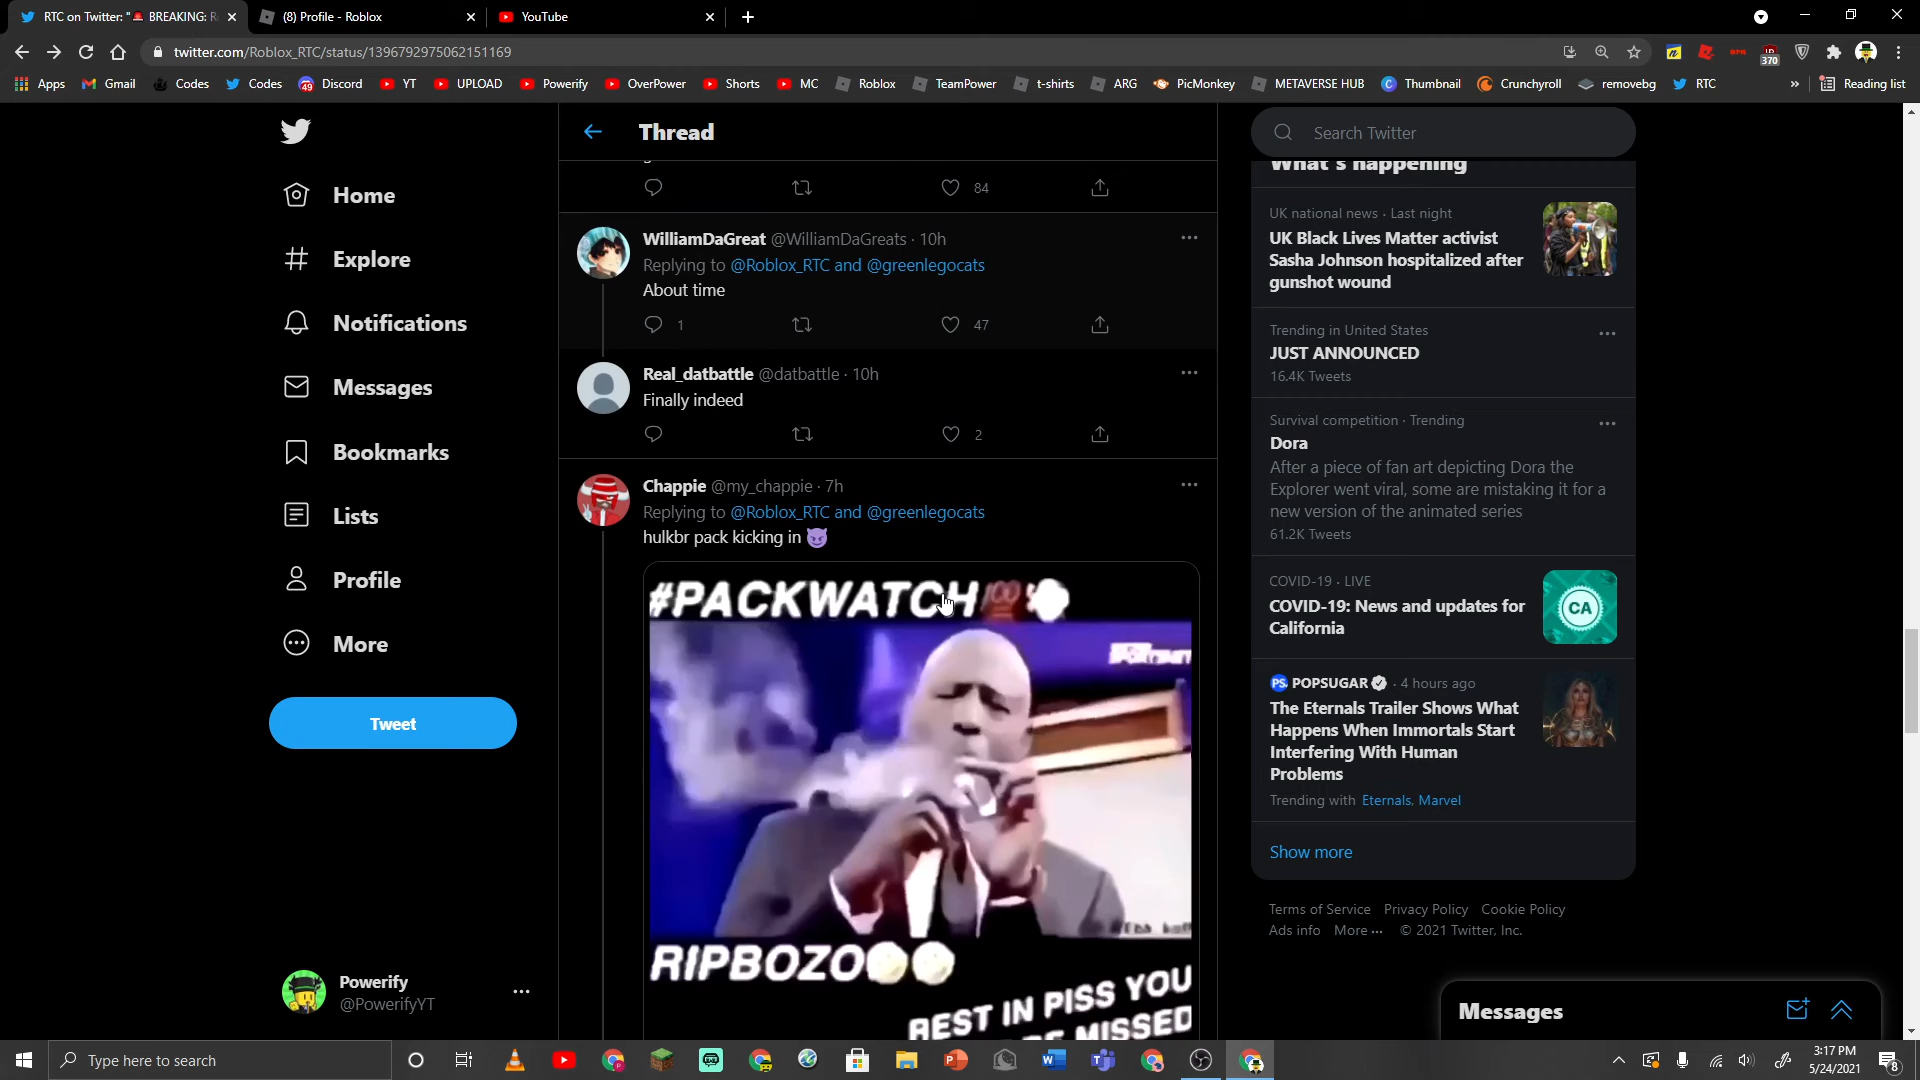 RTC on Twitter: "🚨 BREAKING: R
(8) Profile - Roblox
YouTube
twitter.com/Roblox_RTC/status/1396792975062151169
370
Apps
Gmail
Codes
Codes
49
Discord
YT
UPLOAD
Powerify
OverPower
Shorts
MC
Roblox
TeamPower
t-shirts
ARG
PicMonkey
METAVERSE HUB
Thumbnail
Crunchyroll
removebg
RTC
»
Reading list
Home
Explore
Notifications
Messages
Bookmarks
Lists
Profile
More
Tweet
Powerify
@PowerifyYT
Thread
84
WilliamDaGreat @WilliamDaGreats · 10h
Replying to @Roblox_RTC and @greenlegocats
About time
1
47
Real_datbattle @datbattle · 10h
Finally indeed
2
Chappie @my_chappie · 7h
Replying to @Roblox_RTC and @greenlegocats
hulkbr pack kicking in 😈
#PACKWATCH💯
RIPBOZO
REST IN PISS YOU
BE MISSED
Search Twitter
What's happening
UK national news · Last night
UK Black Lives Matter activist
Sasha Johnson hospitalized after
gunshot wound
Trending in United States
JUST ANNOUNCED
16.4K Tweets
Survival competition · Trending
Dora
After a piece of fan art depicting Dora the
Explorer went viral, some are mistaking it for a
new version of the animated series
61.2K Tweets
COVID-19 · LIVE
COVID-19: News and updates for
California
CA
PS. POPSUGAR · 4 hours ago
The Eternals Trailer Shows What
Happens When Immortals Start
Interfering With Human
Problems
Trending with Eternals, Marvel
Show more
Terms of Service Privacy Policy Cookie Policy
Ads info More ··· © 2021 Twitter, Inc.
Messages
Type here to search
3:17 PM
5/24/2021
8